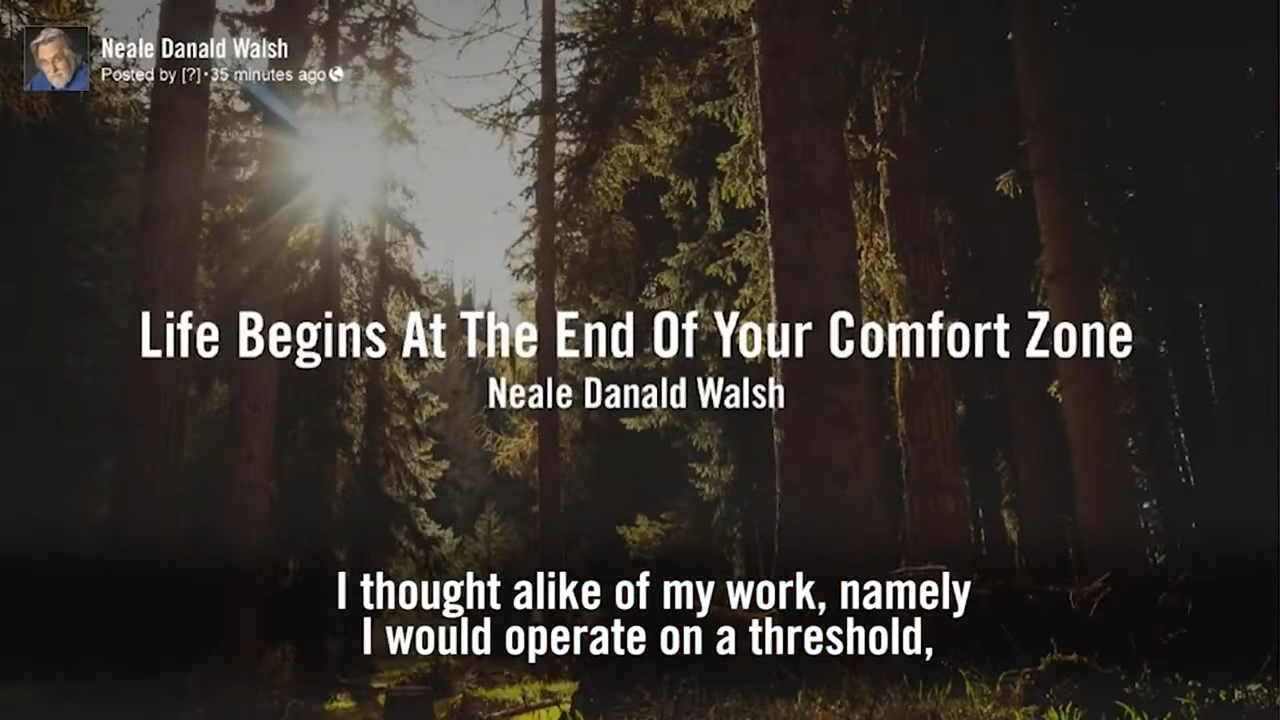 Neale Danald Walsh
Posted by [?] · 35 minutes ago
Life Begins At The End Of Your Comfort Zone
Neale Danald Walsh
I thought alike of my work, namely
I would operate on a threshold,